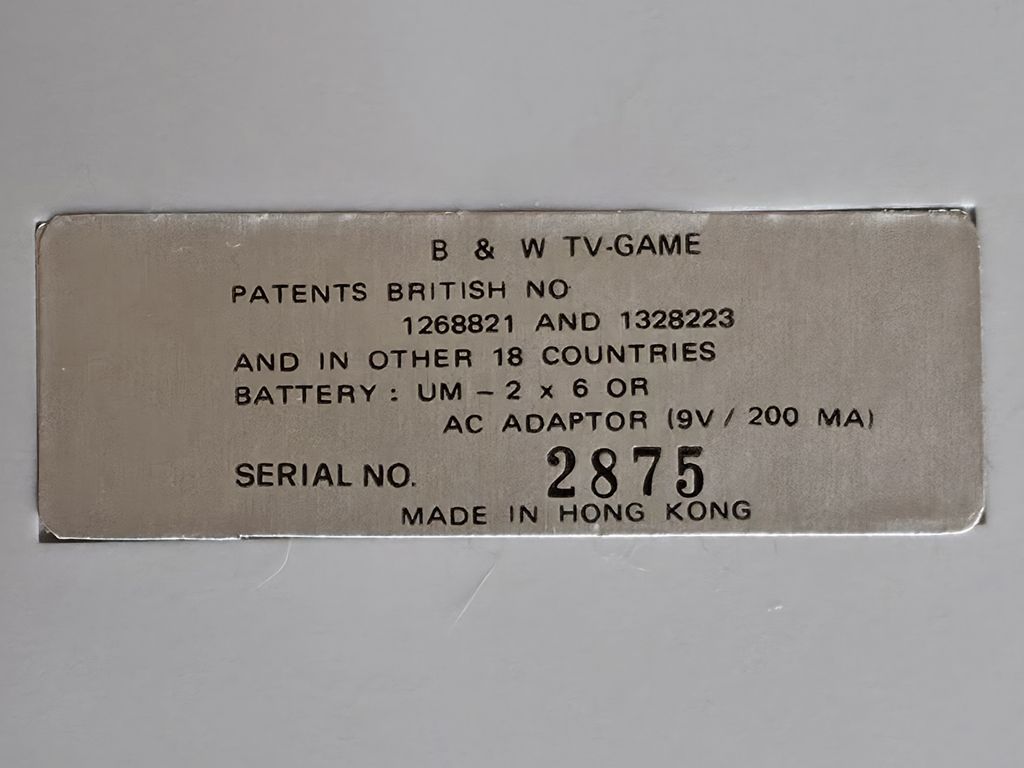 B & W TV-GAME
PATENTS BRITISH NO
1268821 AND 1328223
AND IN OTHER 18 COUNTRIES
BATTERY : UM – 2 x 6 OR
AC ADAPTOR (9V / 200 MA)
SERIAL NO. 2875
MADE IN HONG KONG